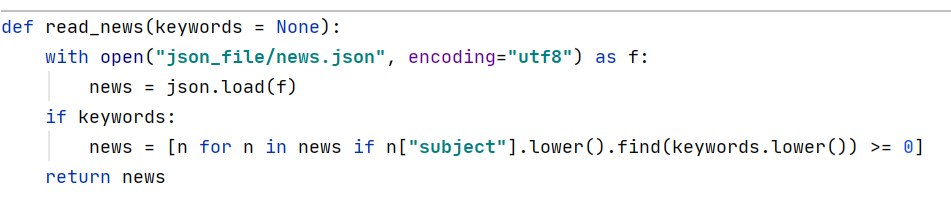 def read_news(keywords = None):
    with open("json_file/news.json", encoding="utf8") as f:
        news = json.load(f)
    if keywords:
        news = [n for n in news if n["subject"].lower().find(keywords.lower()) >= 0]
    return news